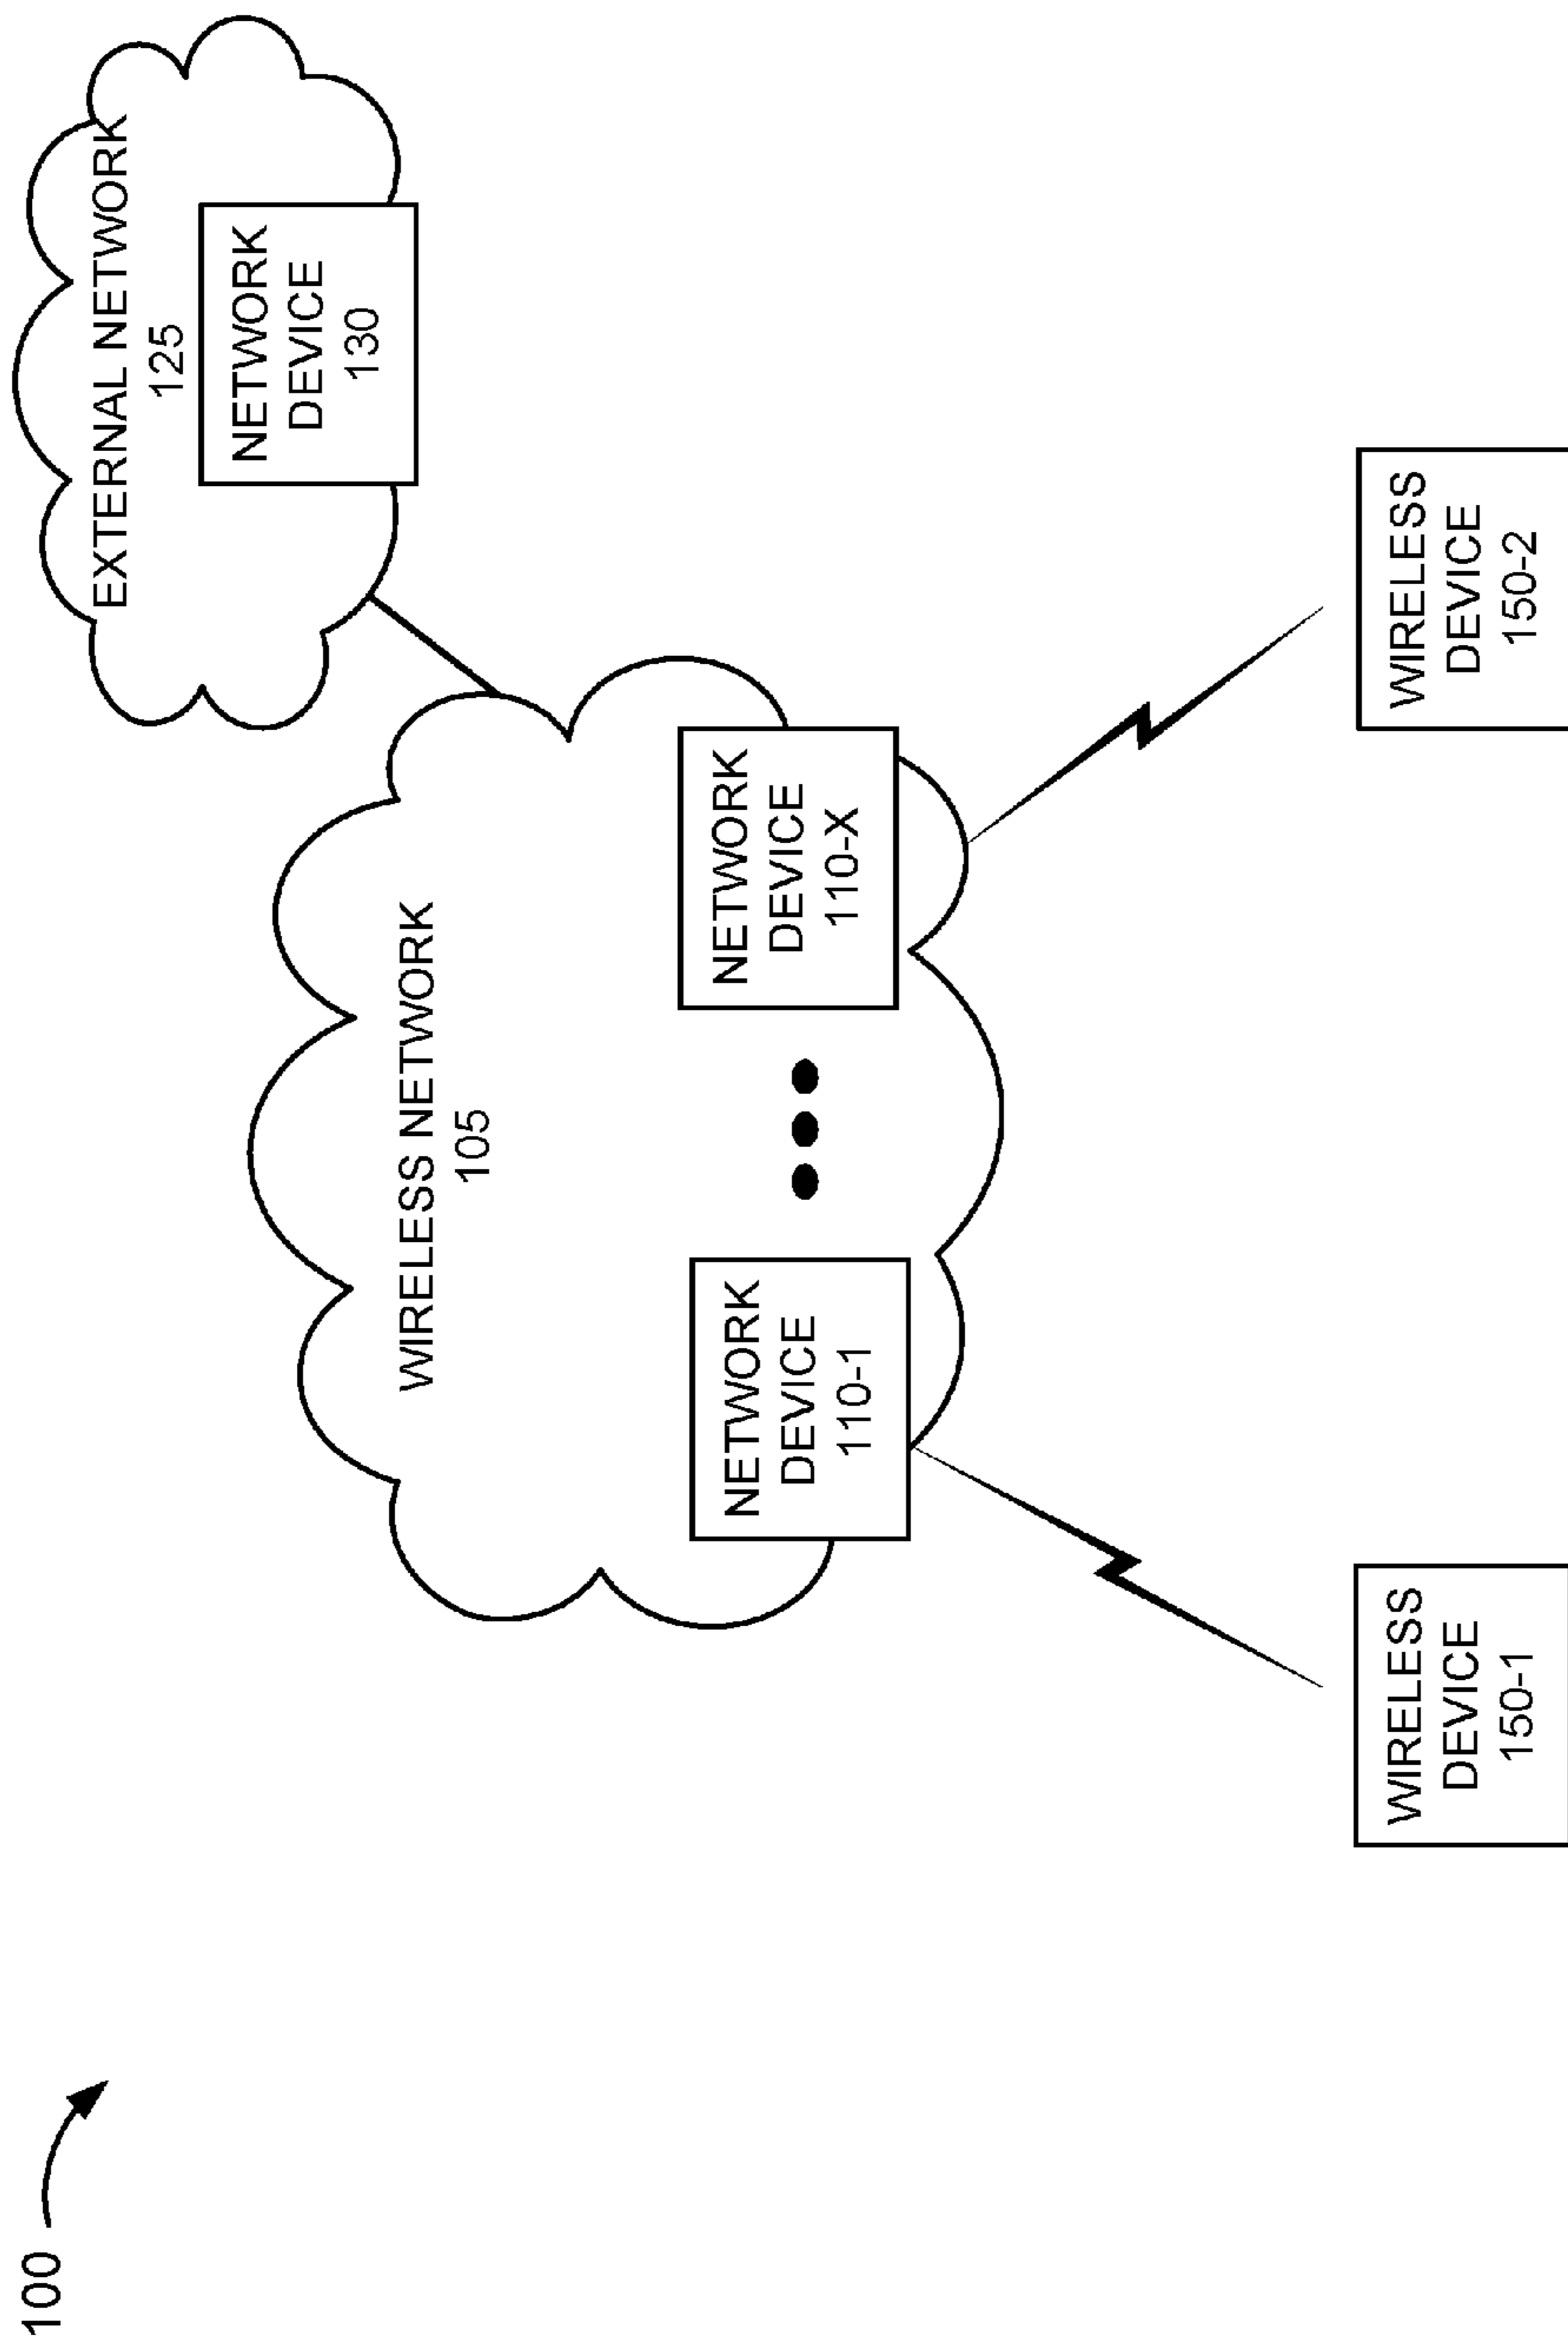 100
EXTERNAL NETWORK
125
NETWORK
DEVICE
130
WIRELESS NETWORK
105
NETWORK
DEVICE
110-1
NETWORK
DEVICE
110-X
WIRELESS
DEVICE
150-1
WIRELESS
DEVICE
150-2